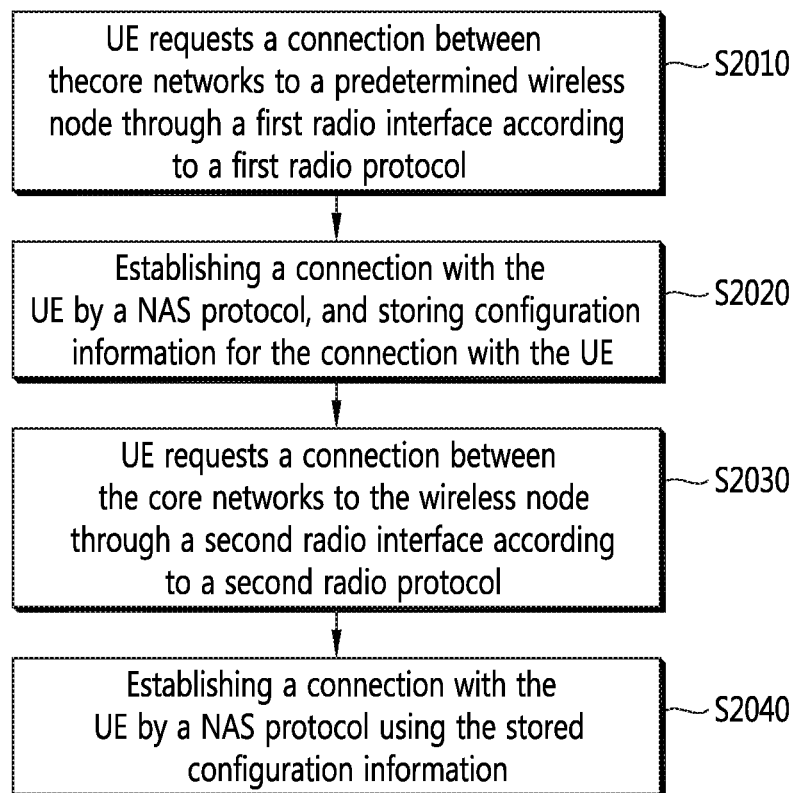 UE requests a connection between
thecore networks to a predetermined wireless
node through a first radio interface according
to a first radio protocol
S2010
Establishing a connection with the
UE by a NAS protocol, and storing configuration
information for the connection with the UE
S2020
UE requests a connection between
the core networks to the wireless node
through a second radio interface according
to a second radio protocol
S2030
Establishing a connection with the
UE by a NAS protocol using the stored
configuration information
S2040